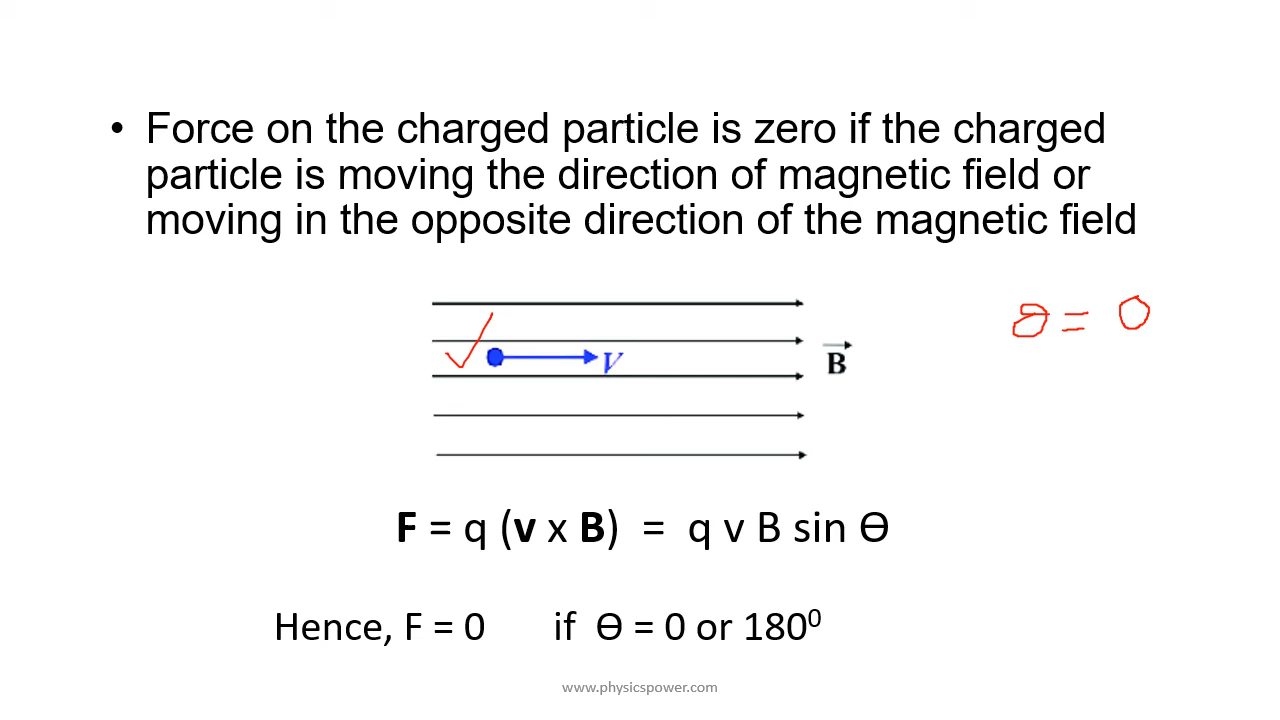 • Force on the charged particle is zero if the charged
particle is moving the direction of magnetic field or
moving in the opposite direction of the magnetic field
θ = 0
V
B
F = q (v x B) = q v B sin Ɵ
Hence, F = 0 if Ɵ = 0 or 180⁰
www.physicspower.com